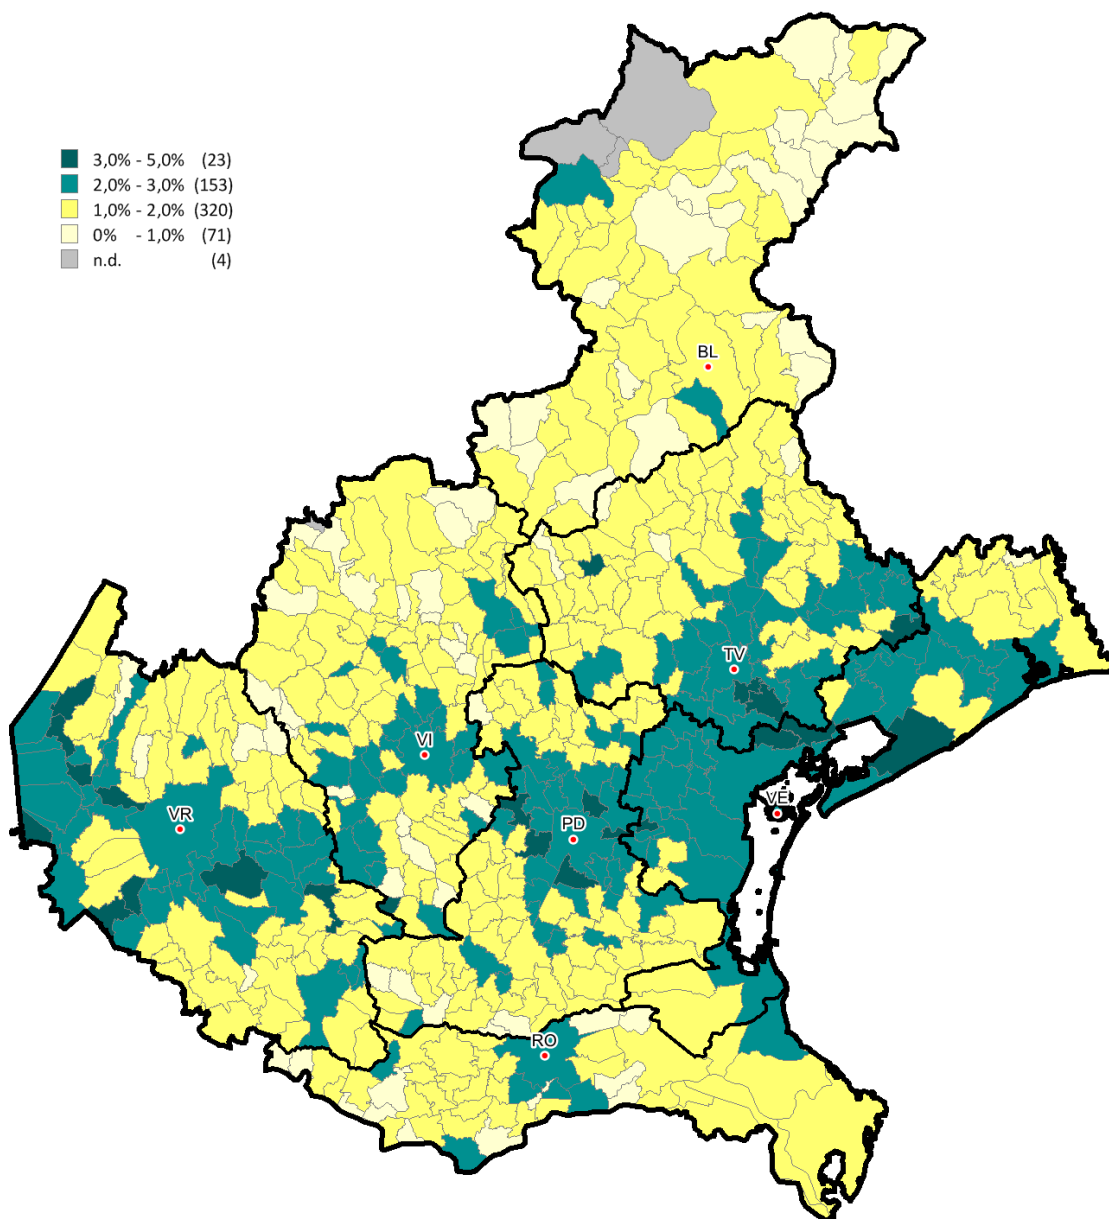 3,0% - 5,0% (23)
2,0% - 3,0% (153)
1,0% - 2,0% (320)
0% - 1,0% (71)
n.d. (4)
BL
TV
VI
VE
VR
PD
RO